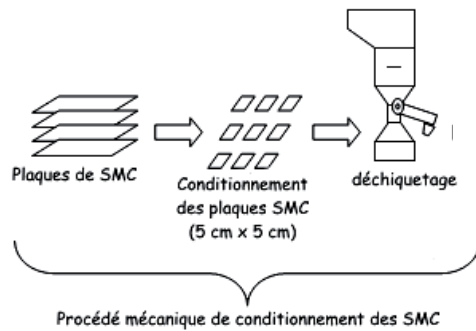 Plaques de SMC
Conditionnement
des plaques SMC
(5 cm x 5 cm)
déchiquetage
Procédé mécanique de conditionnement des SMC